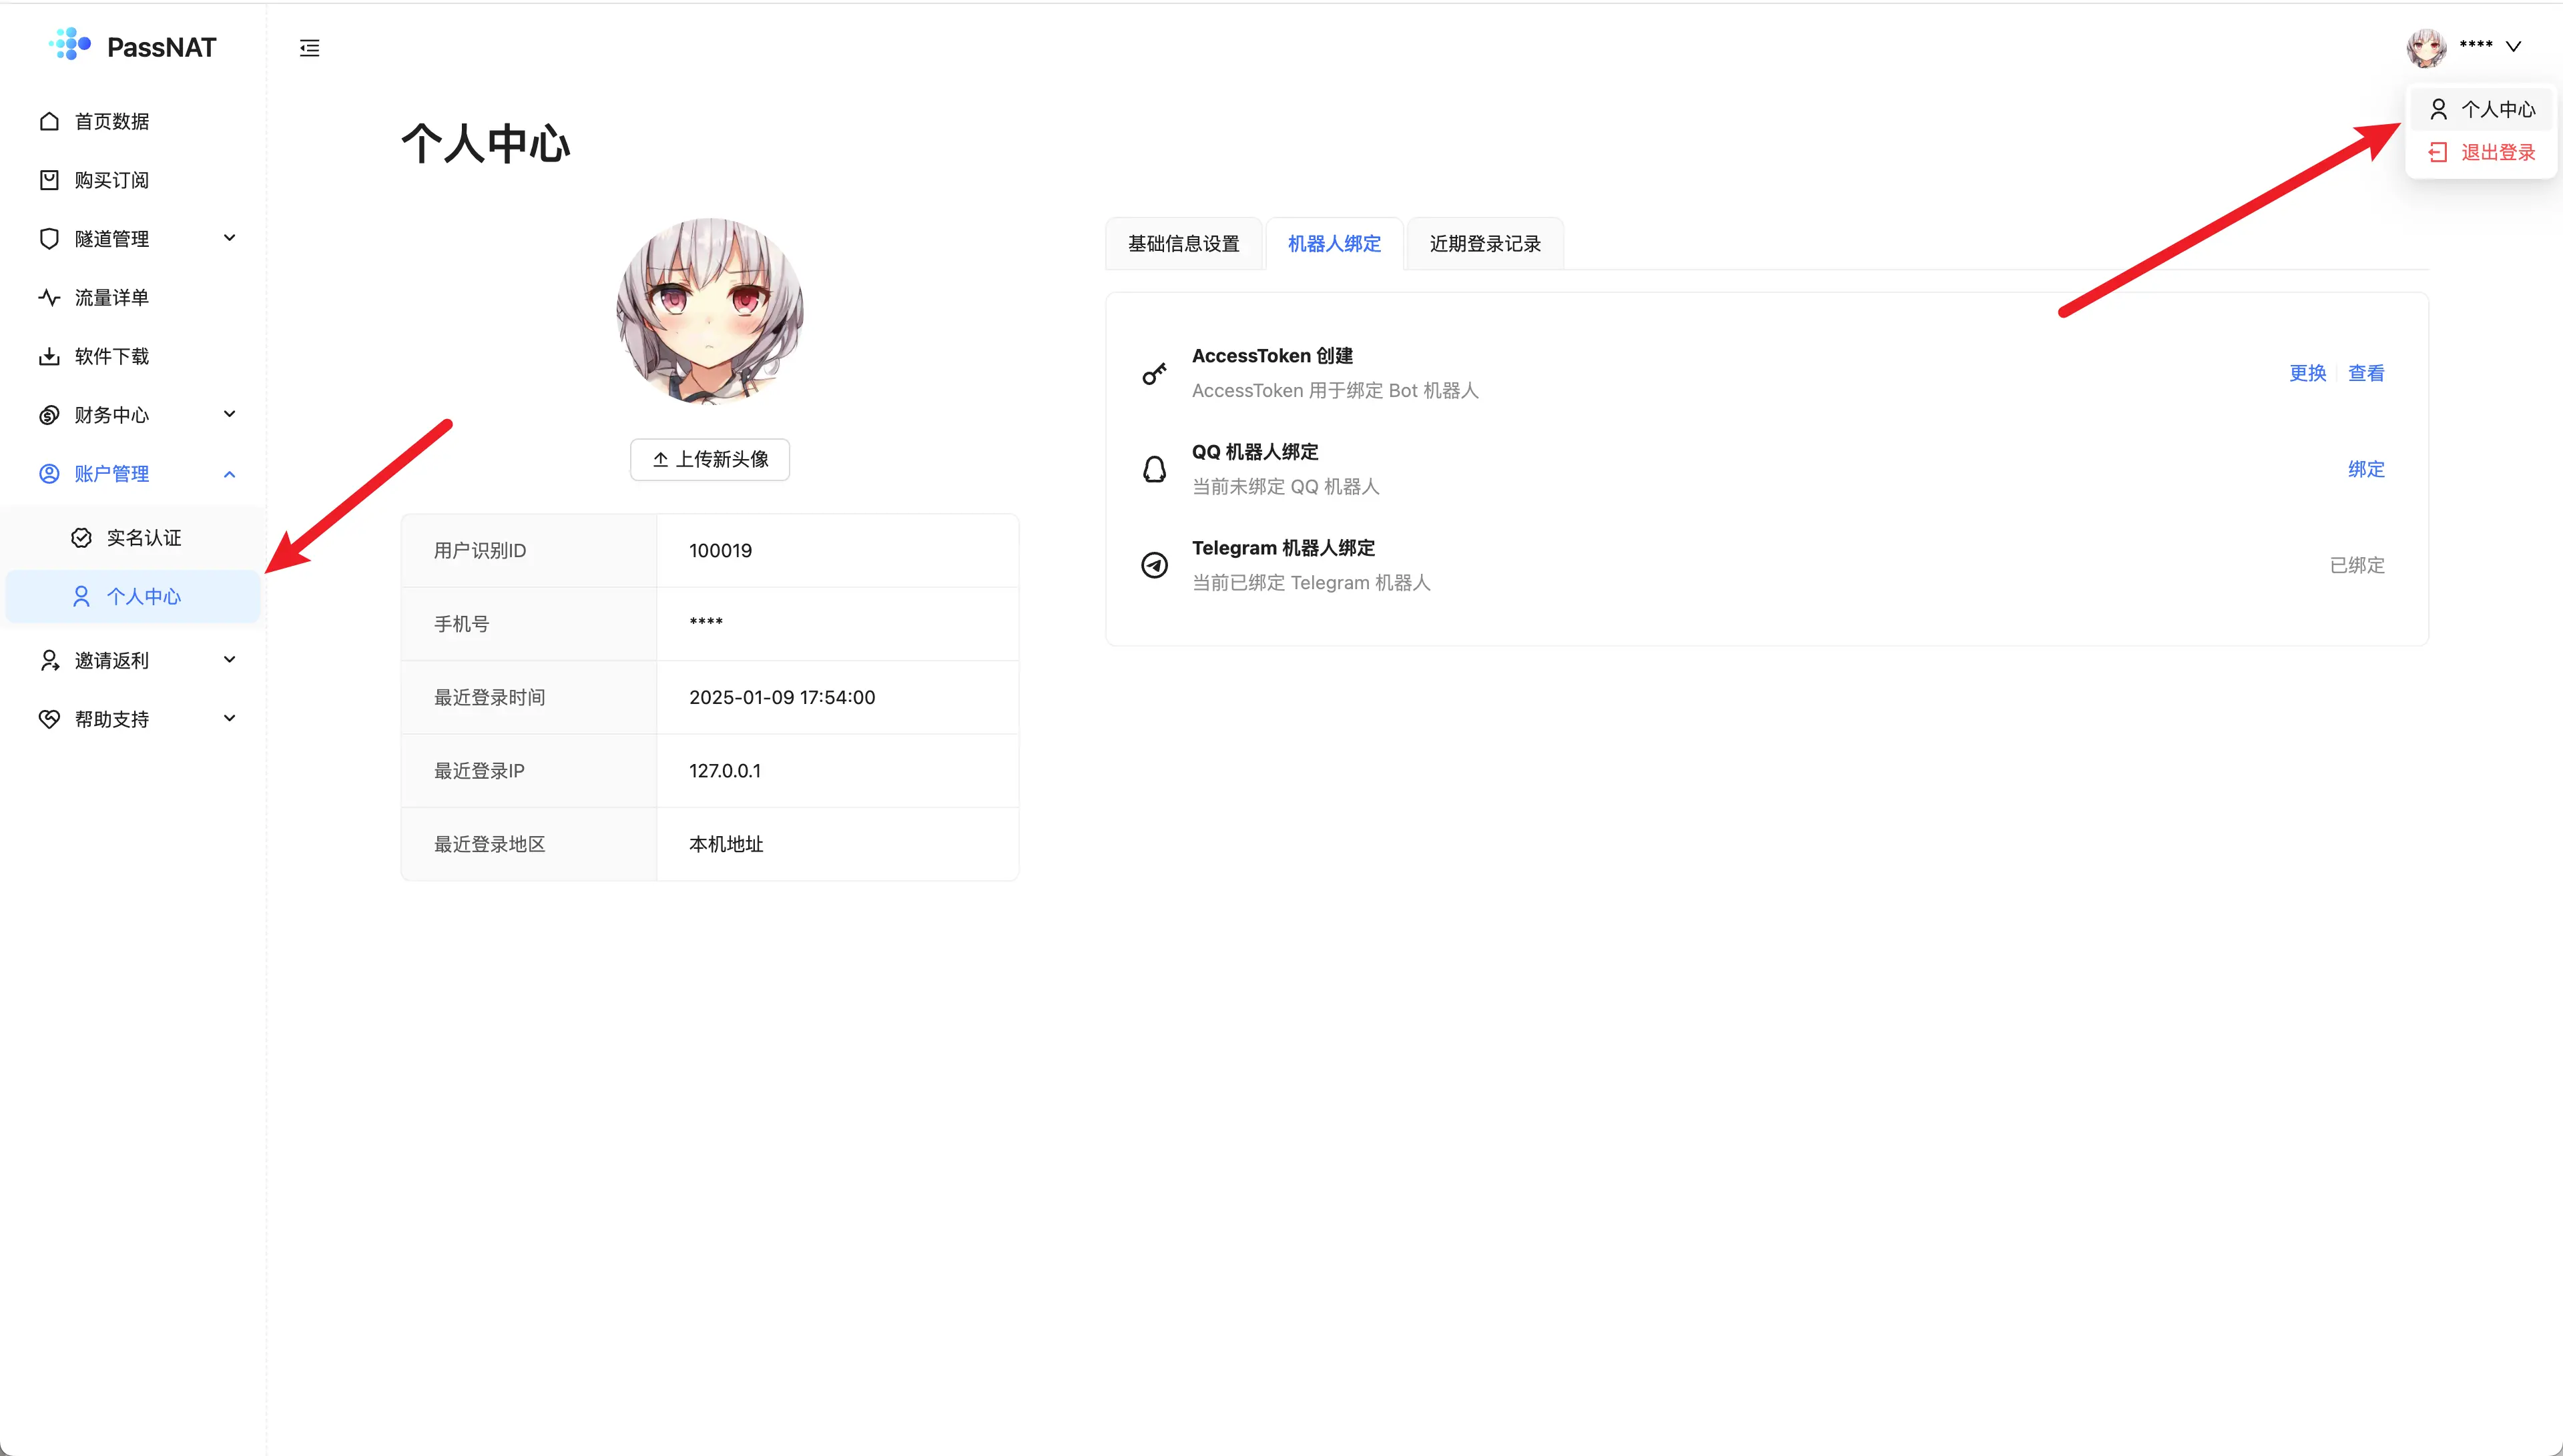 PassNAT
****
个人中心
退出登录
首页数据
购买订阅
隧道管理
流量详单
软件下载
财务中心
账户管理
实名认证
个人中心
邀请返利
帮助支持
个人中心
上传新头像
用户识别ID 100019
手机号 ****
最近登录时间 2025-01-09 17:54:00
最近登录IP 127.0.0.1
最近登录地区 本机地址
基础信息设置 机器人绑定 近期登录记录
AccessToken 创建
AccessToken 用于绑定 Bot 机器人
更换 查看
QQ 机器人绑定
当前未绑定 QQ 机器人
绑定
Telegram 机器人绑定
当前已绑定 Telegram 机器人
已绑定